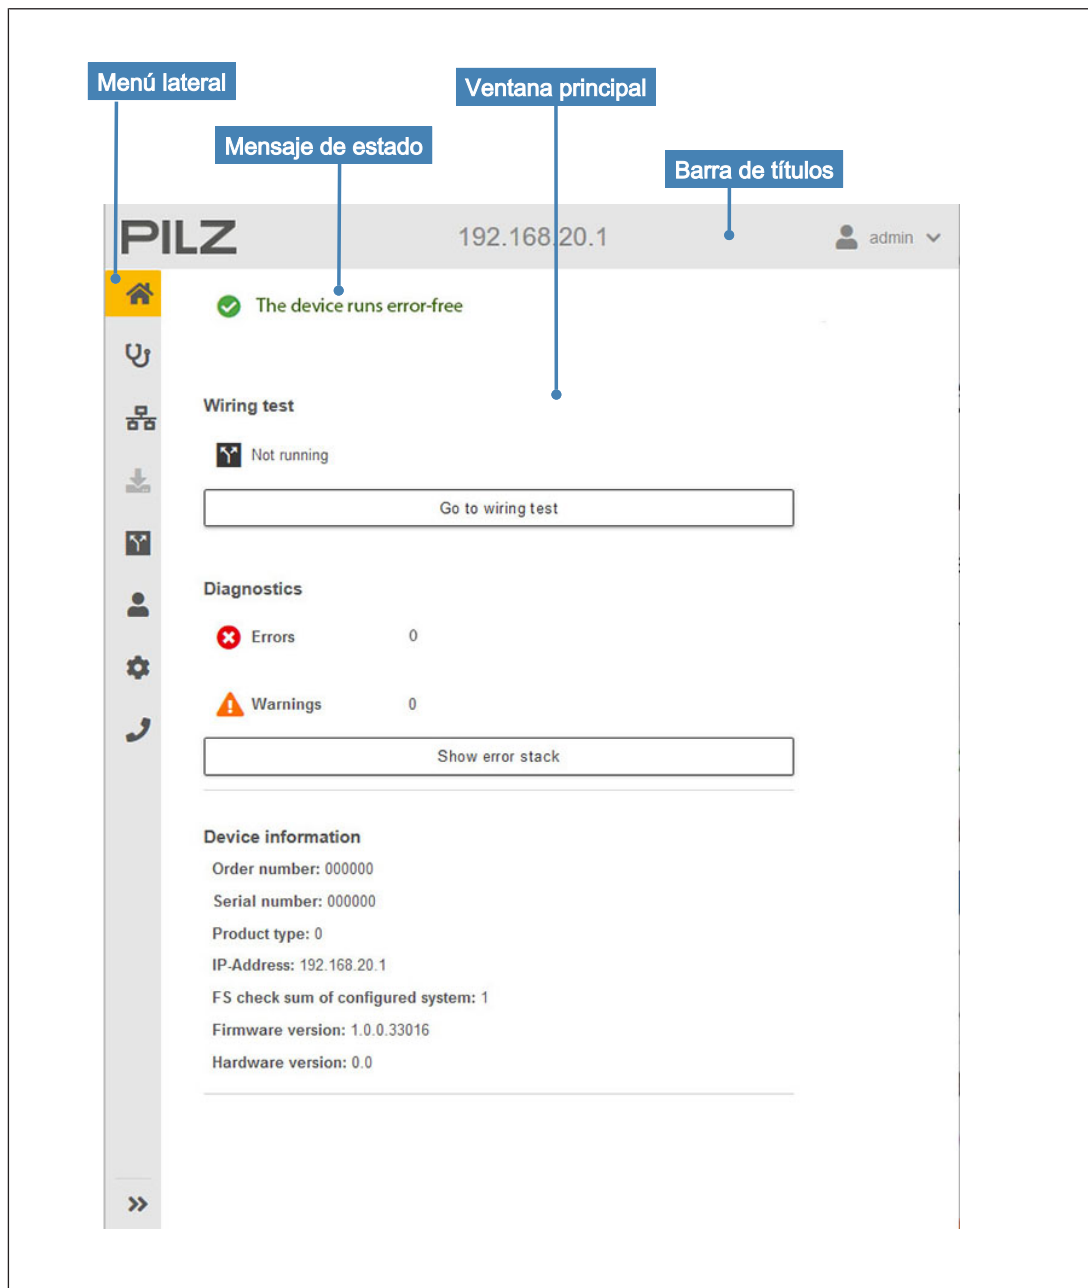 Menú lateral
Ventana principal
Mensaje de estado
Barra de títulos
PILZ
192.168.20.1
admin
The device runs error-free
Wiring test
Not running
Go to wiring test
Diagnostics
Errors 0
Warnings 0
Show error stack
Device information
Order number: 000000
Serial number: 000000
Product type: 0
IP-Address: 192.168.20.1
FS check sum of configured system: 1
Firmware version: 1.0.0.33016
Hardware version: 0.0